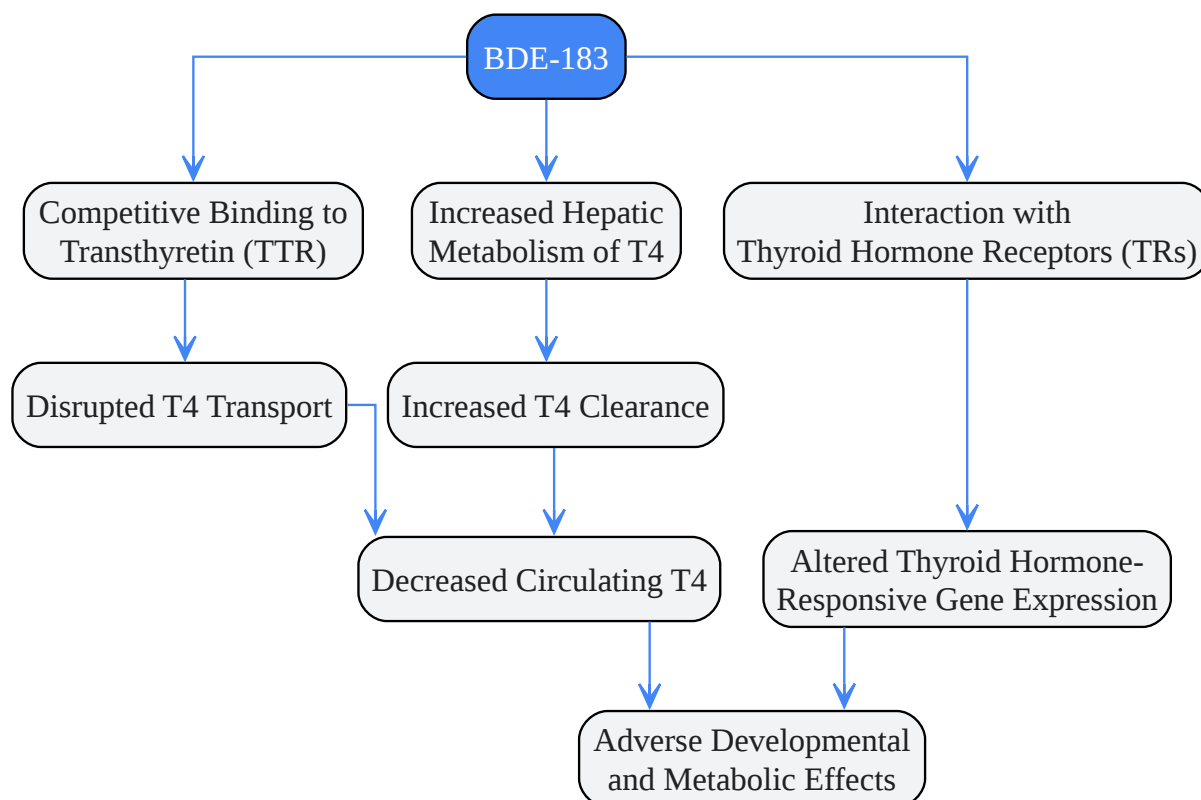 BDE-183
Competitive Binding to
Transthyretin (TTR)
Increased Hepatic
Metabolism of T4
Interaction with
Thyroid Hormone Receptors (TRs)
Disrupted T4 Transport
Increased T4 Clearance
Decreased Circulating T4
Altered Thyroid Hormone-
Responsive Gene Expression
Adverse Developmental
and Metabolic Effects